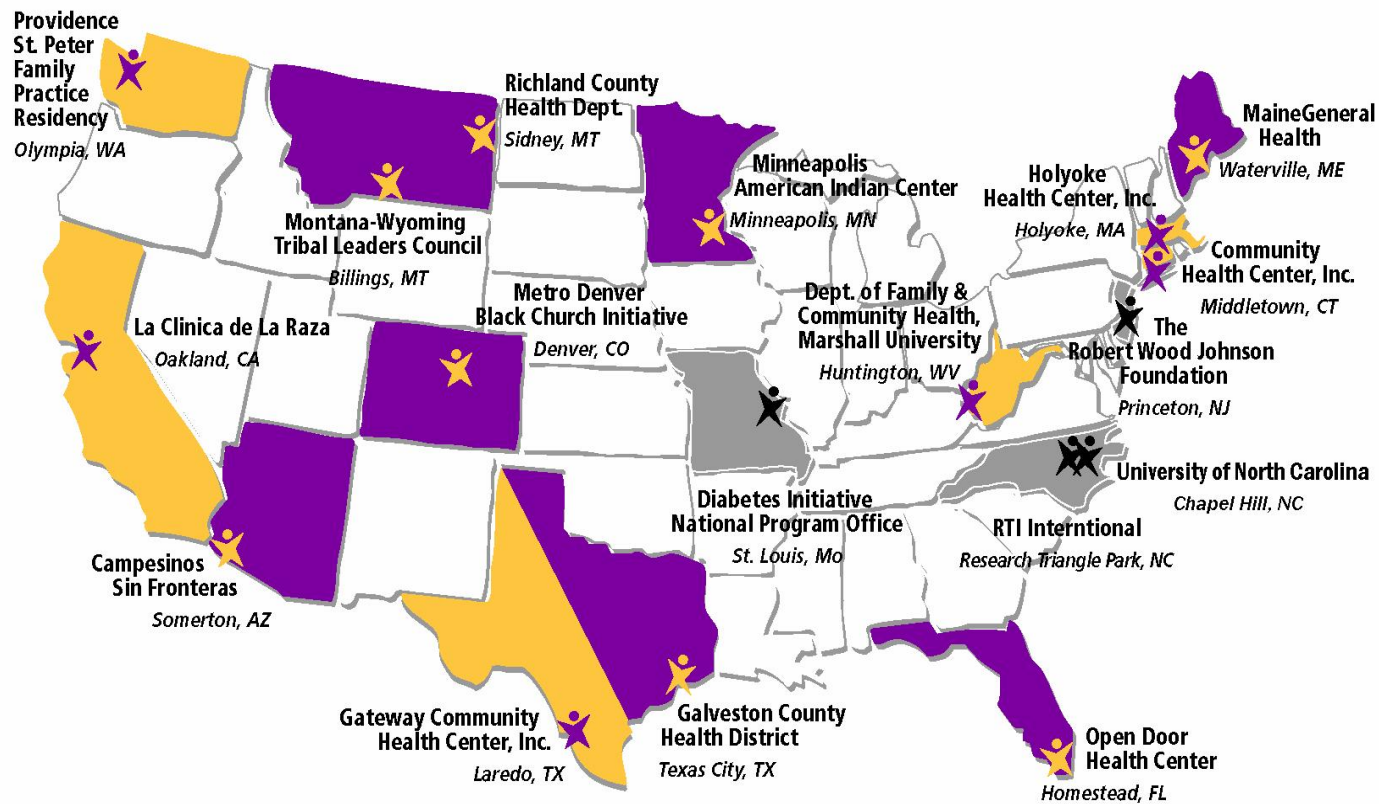 Providence
St. Peter
Family
Practice
Residency
Olympia, WA
Richland County
Health Dept.
Sidney, MT
Montana-Wyoming
Tribal Leaders Council
Billings, MT
Minneapolis
American Indian Center
Minneapolis, MN
MaineGeneral
Health
Waterville, ME
Holyoke
Health Center, Inc.
Holyoke, MA
Community
Health Center, Inc.
Middletown, CT
La Clinica de La Raza
Oakland, CA
Metro Denver
Black Church Initiative
Denver, CO
Dept. of Family &
Community Health,
Marshall University
Huntington, WV
The
Robert Wood Johnson
Foundation
Princeton, NJ
University of North Carolina
Chapel Hill, NC
Diabetes Initiative
National Program Office
St. Louis, Mo
RTI Interntional
Research Triangle Park, NC
Campesinos
Sin Fronteras
Somerton, AZ
Gateway Community
Health Center, Inc.
Laredo, TX
Galveston County
Health District
Texas City, TX
Open Door
Health Center
Homestead, FL